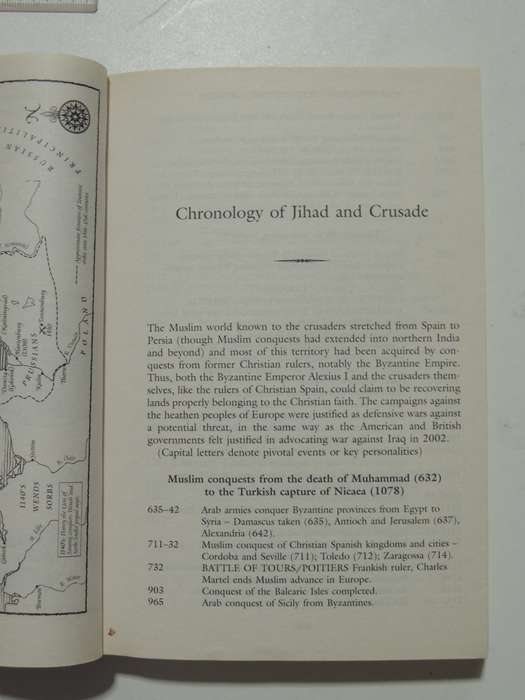 RUSSIAN
PRINCIPALITI
POLAND
PRUSSIANS
1140's
WENDS
SORBS
Chronology of Jihad and Crusade
The Muslim world known to the crusaders stretched from Spain to
Persia (though Muslim conquests had extended into northern India
and beyond) and most of this territory had been acquired by con-
quests from former Christian rulers, notably the Byzantine Empire.
Thus, both the Byzantine Emperor Alexius I and the crusaders them-
selves, like the rulers of Christian Spain, could claim to be recovering
lands properly belonging to the Christian faith. The campaigns against
the heathen peoples of Europe were justified as defensive wars against
a potential threat, in the same way as the American and British
governments felt justified in advocating war against Iraq in 2002.
(Capital letters denote pivotal events or key personalities)
Muslim conquests from the death of Muhammad (632)
to the Turkish capture of Nicaea (1078)
635–42 Arab armies conquer Byzantine provinces from Egypt to
Syria – Damascus taken (635), Antioch and Jerusalem (637),
Alexandria (642).
711–32 Muslim conquest of Christian Spanish kingdoms and cities –
Cordoba and Seville (711); Toledo (712); Zaragossa (714).
732 BATTLE OF TOURS/POITIERS Frankish ruler, Charles
Martel ends Muslim advance in Europe.
903 Conquest of the Balearic Isles completed.
965 Arab conquest of Sicily from Byzantines.